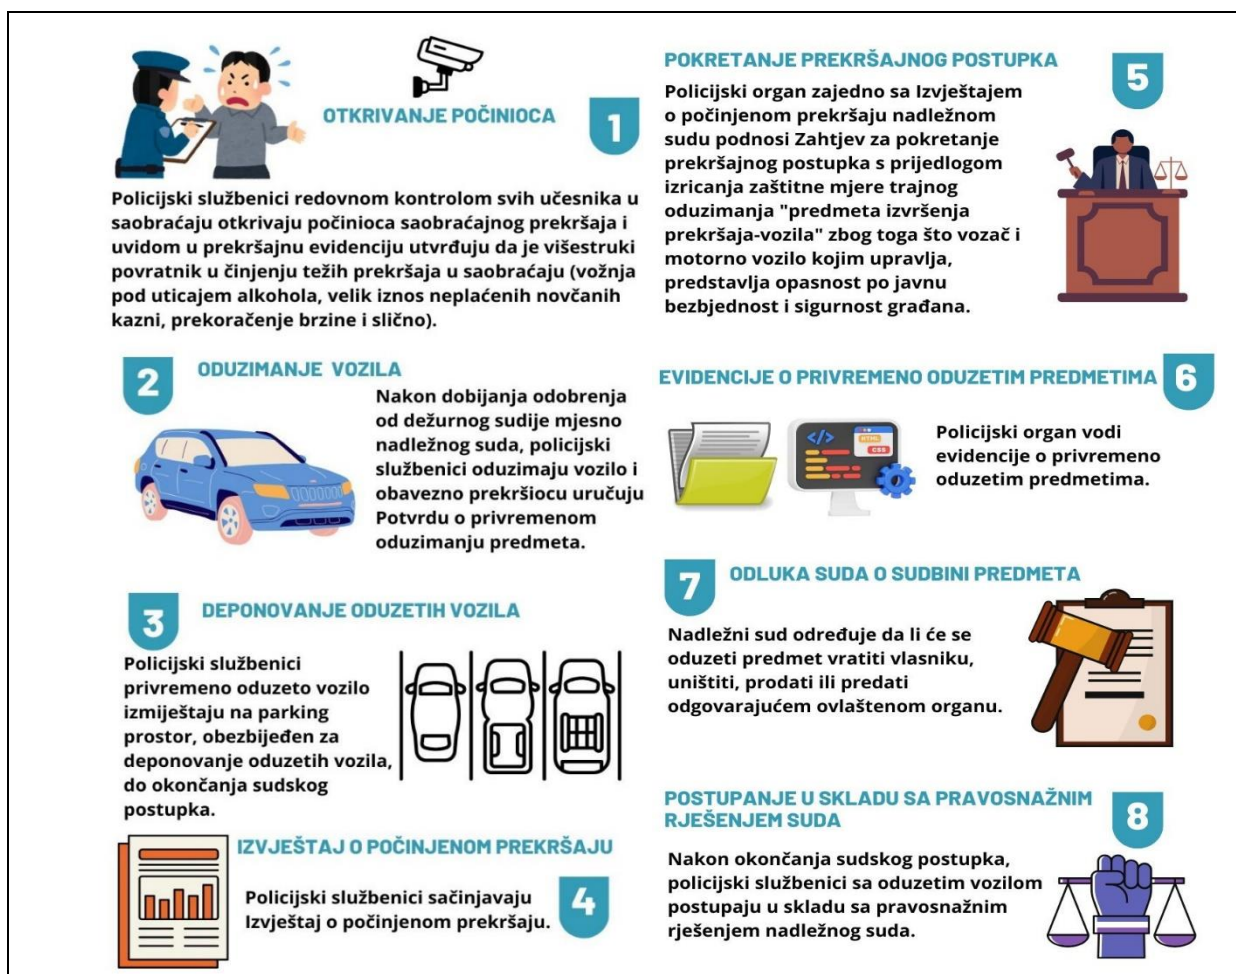 OTKRIVANJE POČINIOCA
1
Policijski službenici redovnom kontrolom svih učesnika u
saobraćaju otkrivaju počinioca saobraćajnog prekršaja i
uvidom u prekršajnu evidenciju utvrđuju da je višestruki
povratnik u činjenju težih prekršaja u saobraćaju (vožnja
pod uticajem alkohola, velik iznos neplaćenih novčanih
kazni, prekoračenje brzine i slično).
2
ODUZIMANJE VOZILA
Nakon dobijanja odobrenja
od dežurnog sudije mjesno
nadležnog suda, policijski
službenici oduzimaju vozilo i
obavezno prekršiocu uručuju
Potvrdu o privremenom
oduzimanju predmeta.
3
DEPONOVANJE ODUZETIH VOZILA
Policijski službenici
privremeno oduzeto vozilo
izmiještaju na parking
prostor, obezbijeđen za
deponovanje oduzetih vozila,
do okončanja sudskog
postupka.
IZVJEŠTAJ O POČINJENOM PREKRŠAJU
4
Policijski službenici sačinjavaju
Izvještaj o počinjenom prekršaju.
POKRETANJE PREKRŠAJNOG POSTUPKA
5
Policijski organ zajedno sa Izvještajem
o počinjenom prekršaju nadležnom
sudu podnosi Zahtjev za pokretanje
prekršajnog postupka s prijedlogom
izricanja zaštitne mjere trajnog
oduzimanja "predmeta izvršenja
prekršaja-vozila" zbog toga što vozač i
motorno vozilo kojim upravlja,
predstavlja opasnost po javnu
bezbjednost i sigurnost građana.
EVIDENCIJE O PRIVREMENO ODUZETIM PREDMETIMA
6
</>
HTML
CSS
Policijski organ vodi
evidencije o privremeno
oduzetim predmetima.
7
ODLUKA SUDA O SUDBINI PREDMETA
Nadležni sud određuje da li će se
oduzeti predmet vratiti vlasniku,
uništiti, prodati ili predati
odgovarajućem ovlaštenom organu.
POSTUPANJE U SKLADU SA PRAVOSNAŽNIM
RJEŠENJEM SUDA
8
Nakon okončanja sudskog postupka,
policijski službenici sa oduzetim vozilom
postupaju u skladu sa pravosnažnim
rješenjem nadležnog suda.